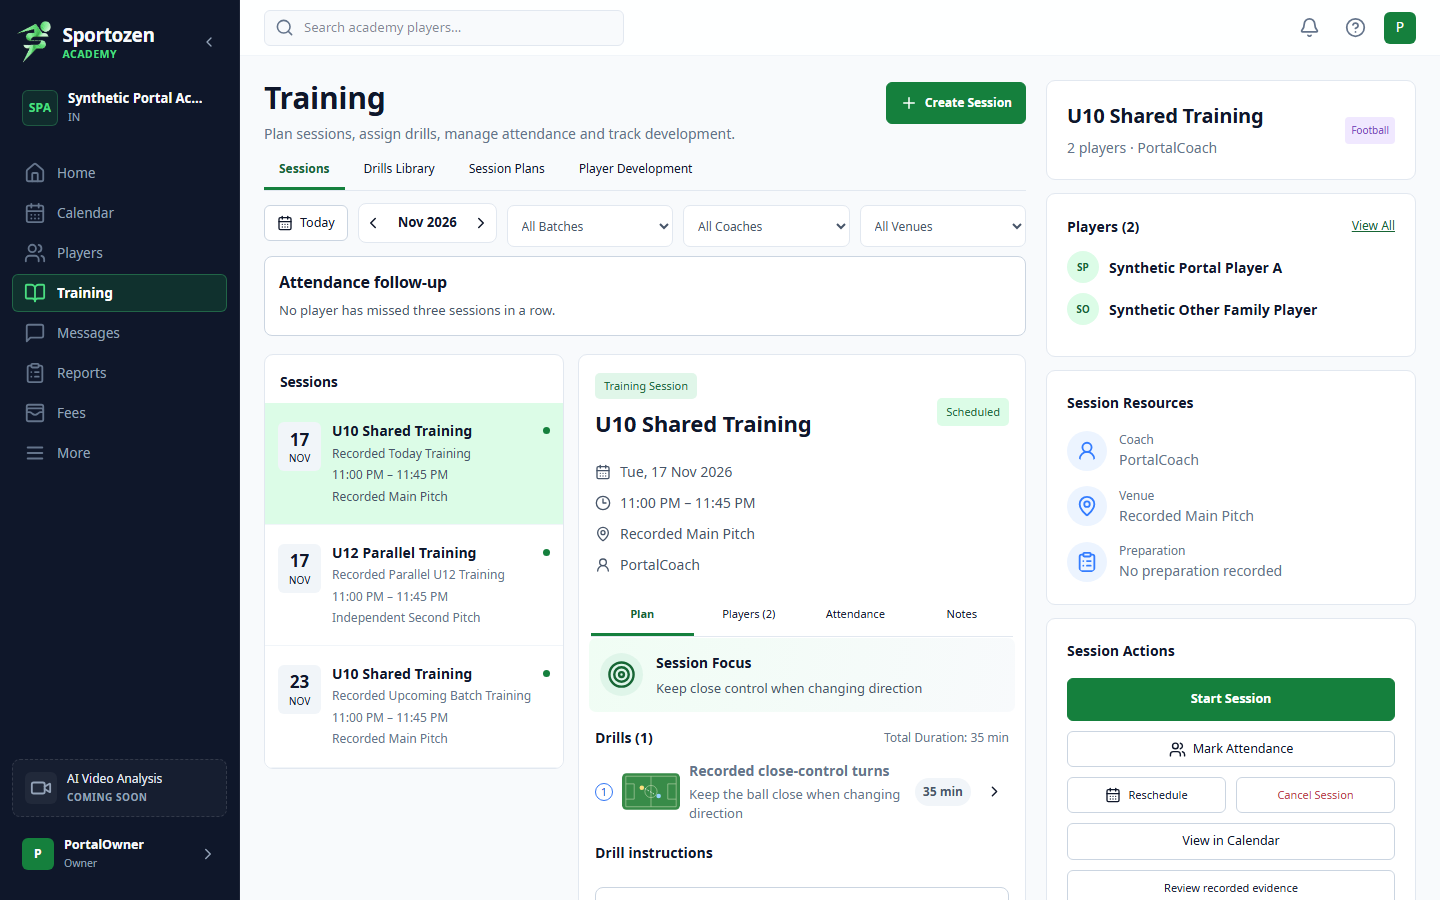 Sportozen
ACADEMY
SPA
Synthetic Portal Ac...
IN
Home
Calendar
Players
Training
Messages
Reports
Fees
More
AI Video Analysis
COMING SOON
P
PortalOwner
Owner
Search academy players...
P
Training
Plan sessions, assign drills, manage attendance and track development.
Create Session
Sessions
Drills Library
Session Plans
Player Development
Today
Nov 2026
All Batches
All Coaches
All Venues
Attendance follow-up
No player has missed three sessions in a row.
Sessions
17
NOV
U10 Shared Training
Recorded Today Training
11:00 PM – 11:45 PM
Recorded Main Pitch
17
NOV
U12 Parallel Training
Recorded Parallel U12 Training
11:00 PM – 11:45 PM
Independent Second Pitch
23
NOV
U10 Shared Training
Recorded Upcoming Batch Training
11:00 PM – 11:45 PM
Recorded Main Pitch
Training Session
U10 Shared Training
Scheduled
Tue, 17 Nov 2026
11:00 PM – 11:45 PM
Recorded Main Pitch
PortalCoach
Plan
Players (2)
Attendance
Notes
Session Focus
Keep close control when changing direction
Drills (1)
Total Duration: 35 min
1
Recorded close-control turns
Keep the ball close when changing
direction
35 min
Drill instructions
U10 Shared Training
2 players · PortalCoach
Football
Players (2)
View All
SP
Synthetic Portal Player A
SO
Synthetic Other Family Player
Session Resources
Coach
PortalCoach
Venue
Recorded Main Pitch
Preparation
No preparation recorded
Session Actions
Start Session
Mark Attendance
Reschedule
Cancel Session
View in Calendar
Review recorded evidence